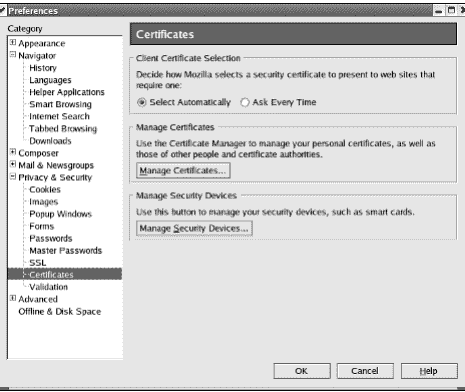 Preferences
Category
Appearance
Navigator
History
Languages
Helper Applications
Smart Browsing
Internet Search
Tabbed Browsing
Downloads
Composer
Mail & Newsgroups
Privacy & Security
Cookies
Images
Popup Windows
Forms
Passwords
Master Passwords
SSL
Certificates
Validation
Advanced
Offline & Disk Space
Certificates
Client Certificate Selection
Decide how Mozilla selects a security certificate to present to web sites that
require one:
Select Automatically Ask Every Time
Manage Certificates
Use the Certificate Manager to manage your personal certificates, as well as
those of other people and certificate authorities.
Manage Certificates...
Manage Security Devices
Use this button to manage your security devices, such as smart cards.
Manage Security Devices...
OK Cancel Help